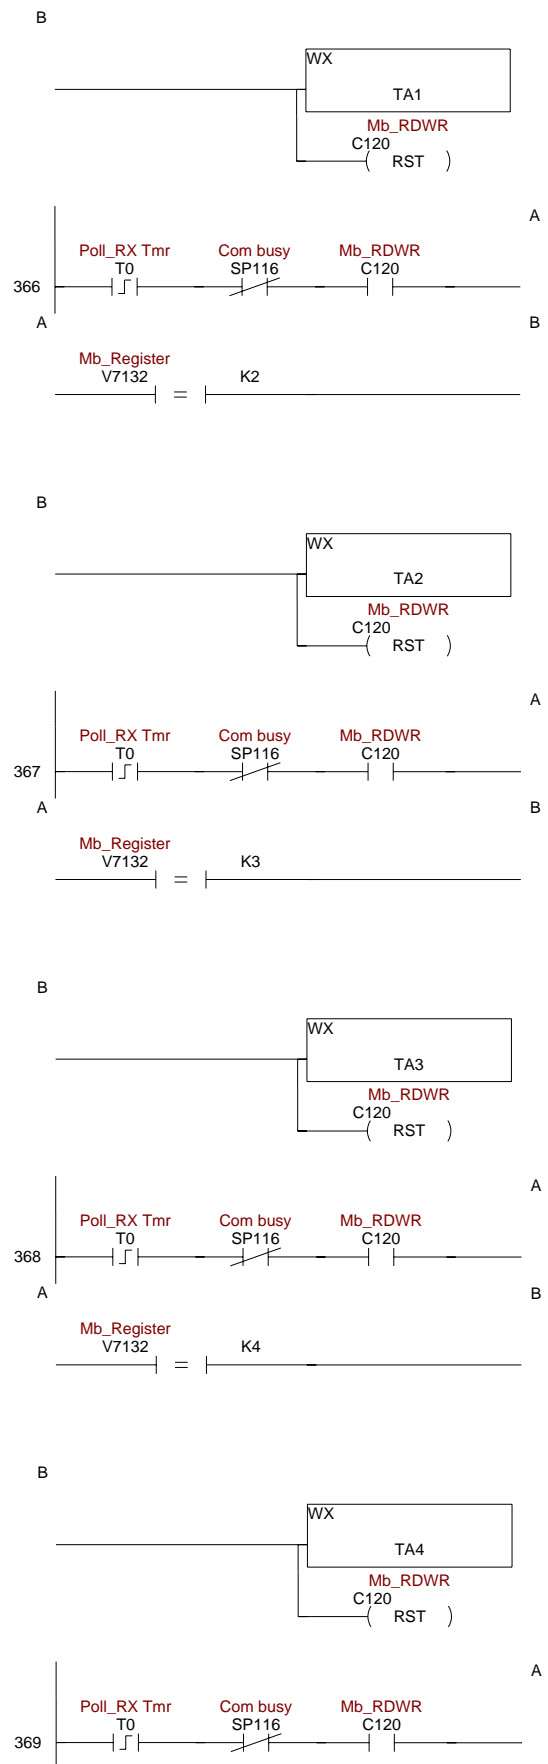 B
WX
TA1
Mb_RDWR
C120
( RST )
A
Poll_RX Tmr Com busy Mb_RDWR
T0 SP116 C120
366
A B
Mb_Register
V7132 = K2
B
WX
TA2
Mb_RDWR
C120
( RST )
A
Poll_RX Tmr Com busy Mb_RDWR
T0 SP116 C120
367
A B
Mb_Register
V7132 = K3
B
WX
TA3
Mb_RDWR
C120
( RST )
A
Poll_RX Tmr Com busy Mb_RDWR
T0 SP116 C120
368
A B
Mb_Register
V7132 = K4
B
WX
TA4
Mb_RDWR
C120
( RST )
A
Poll_RX Tmr Com busy Mb_RDWR
T0 SP116 C120
369